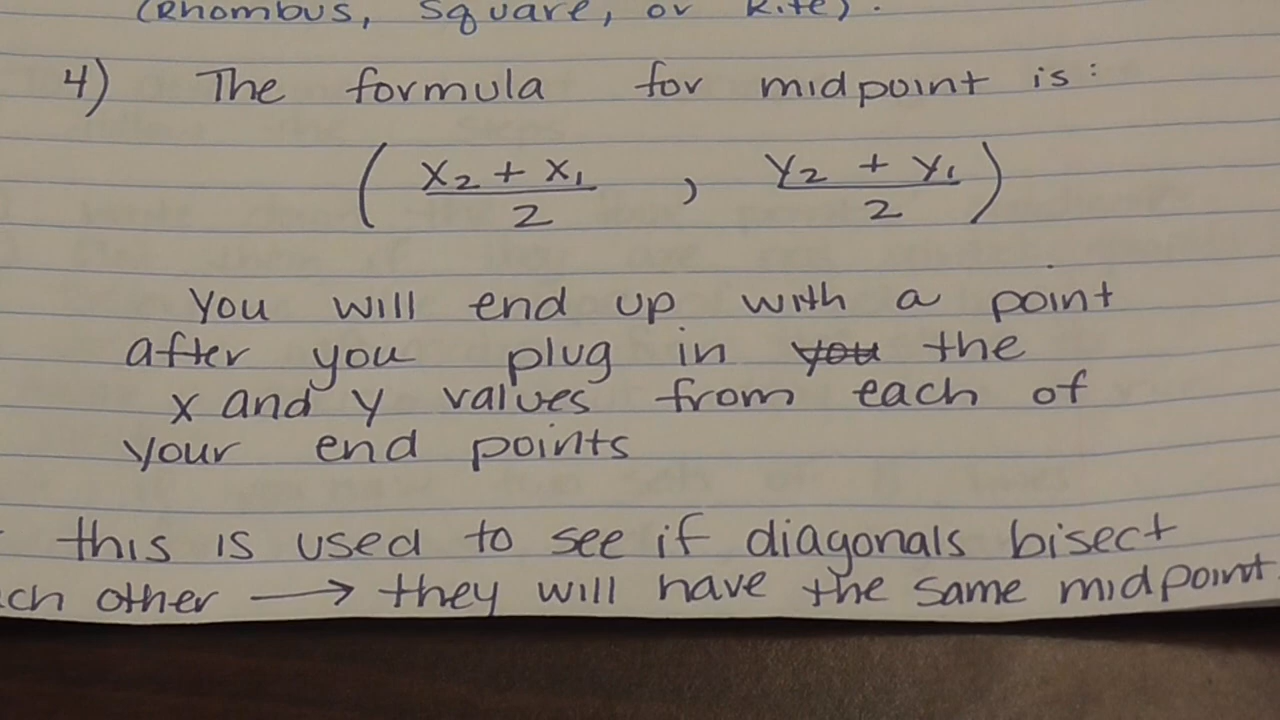 (Rhombus, Square, or Kite).
4) The formula for midpoint is:
( X₂ + X₁ / 2 , Y₂ + Y₁ / 2 )
You will end up with a point
after you plug in ~~you~~ the
x and y values from each of
your end points
this is used to see if diagonals bisect
ch other → they will have the same midpoint